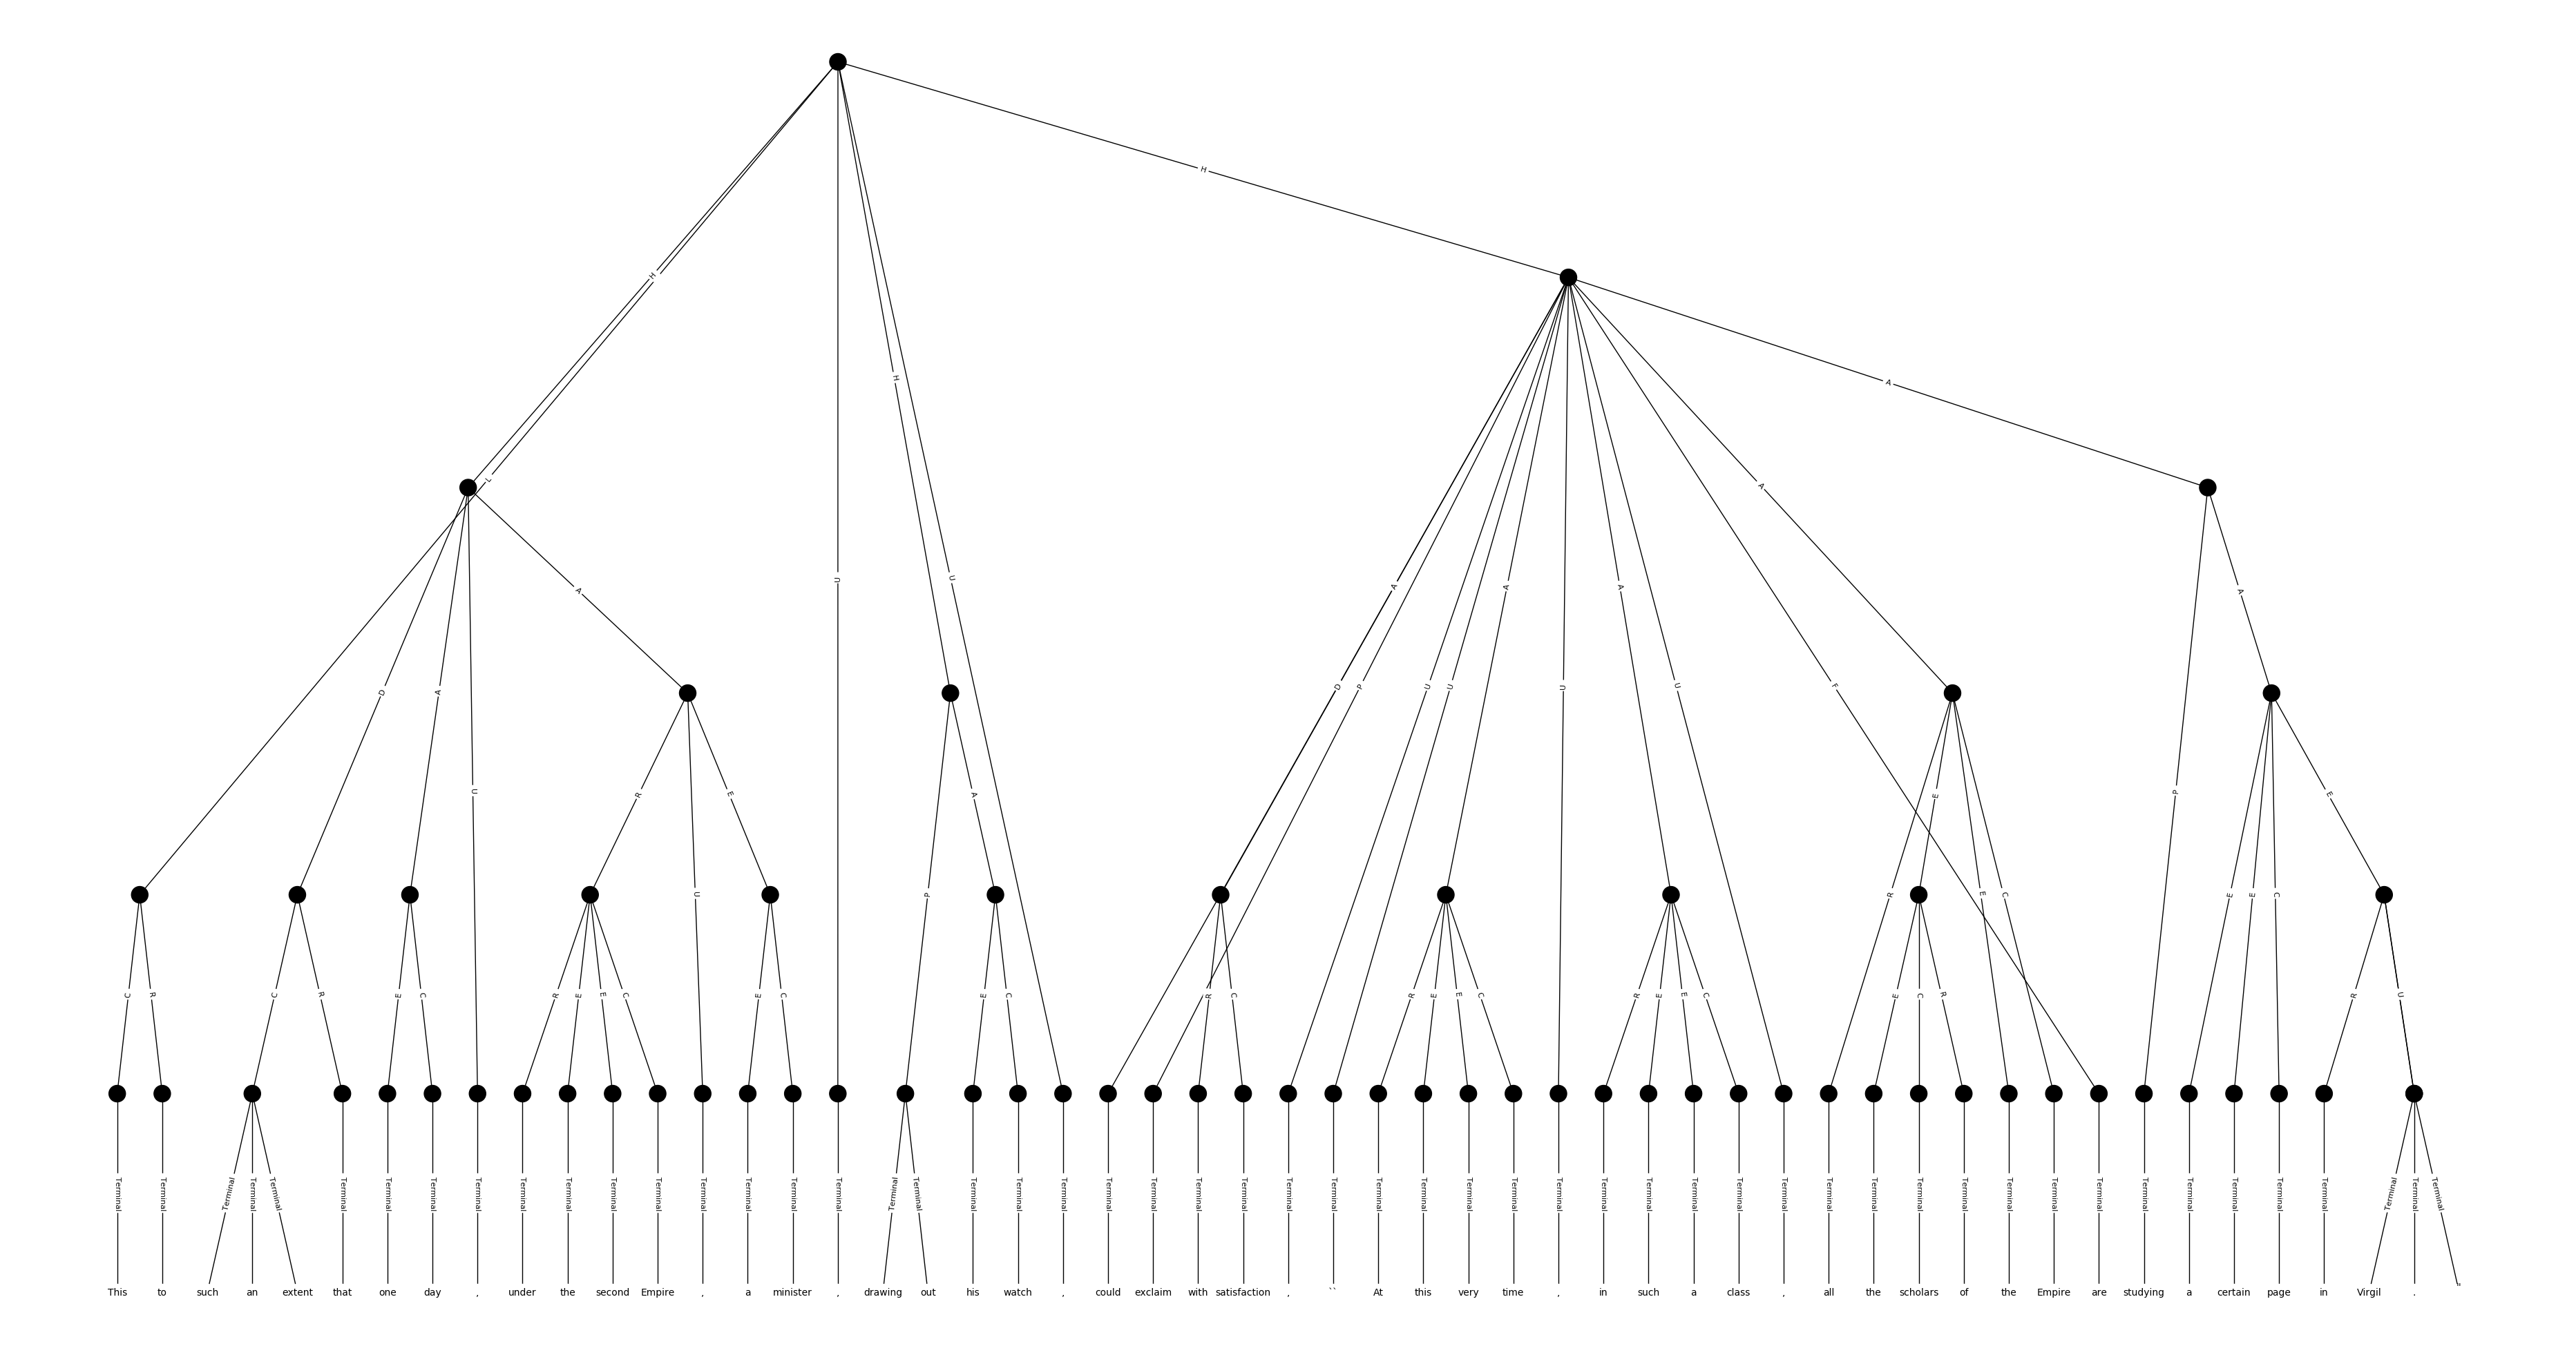 H
H
A
H
L
A
U
U
A
A
A
A
A
D
A
D
P
U
U
U
U
F
U
R
E
A
P
E
E
P
U
R
E
C
E
E
C
C
R
C
R
E
C
R
E
E
C
E
C
E
C
R
C
R
E
E
C
R
E
E
C
E
C
R
R
U
Terminal Terminal Terminal Terminal Terminal Terminal Terminal Terminal Terminal Terminal Terminal Terminal Terminal Terminal Terminal Terminal Terminal Terminal Terminal Terminal Terminal Terminal Terminal Terminal Terminal Terminal Terminal Terminal Terminal Terminal Terminal Terminal Terminal Terminal Terminal Terminal Terminal Terminal Terminal Terminal Terminal Terminal Terminal Terminal Terminal Terminal Terminal Terminal Terminal Terminal Terminal Terminal Terminal
This to such an extent that one day , under the second Empire , a minister , drawing out his watch , could exclaim with satisfaction , `` At this very time , in such a class , all the scholars of the Empire are studying a certain page in Virgil . "